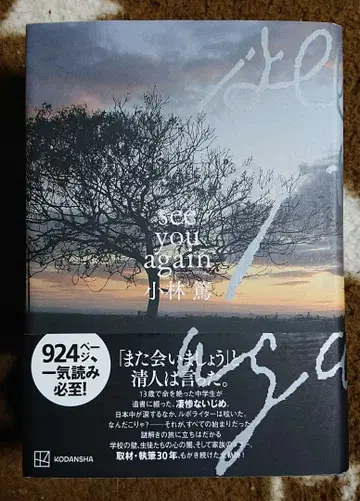 see
you
again
小林 篤
924ページ、
一気読み
必至!
「また会いましょう」と
清人は言った。
13歳で命を絶った中学生が
遺書に綴った、凄惨ないじめ。
日本中が涙するなか、ルポライターは呟いた。
なんだこりゃ?——それが、すべての始まりだった。
謎解きの旅に立ちはだかる
学校の壁、生徒たちの心の闇、そして家族の
取材・執筆30年、もがき続けた
KODANSHA